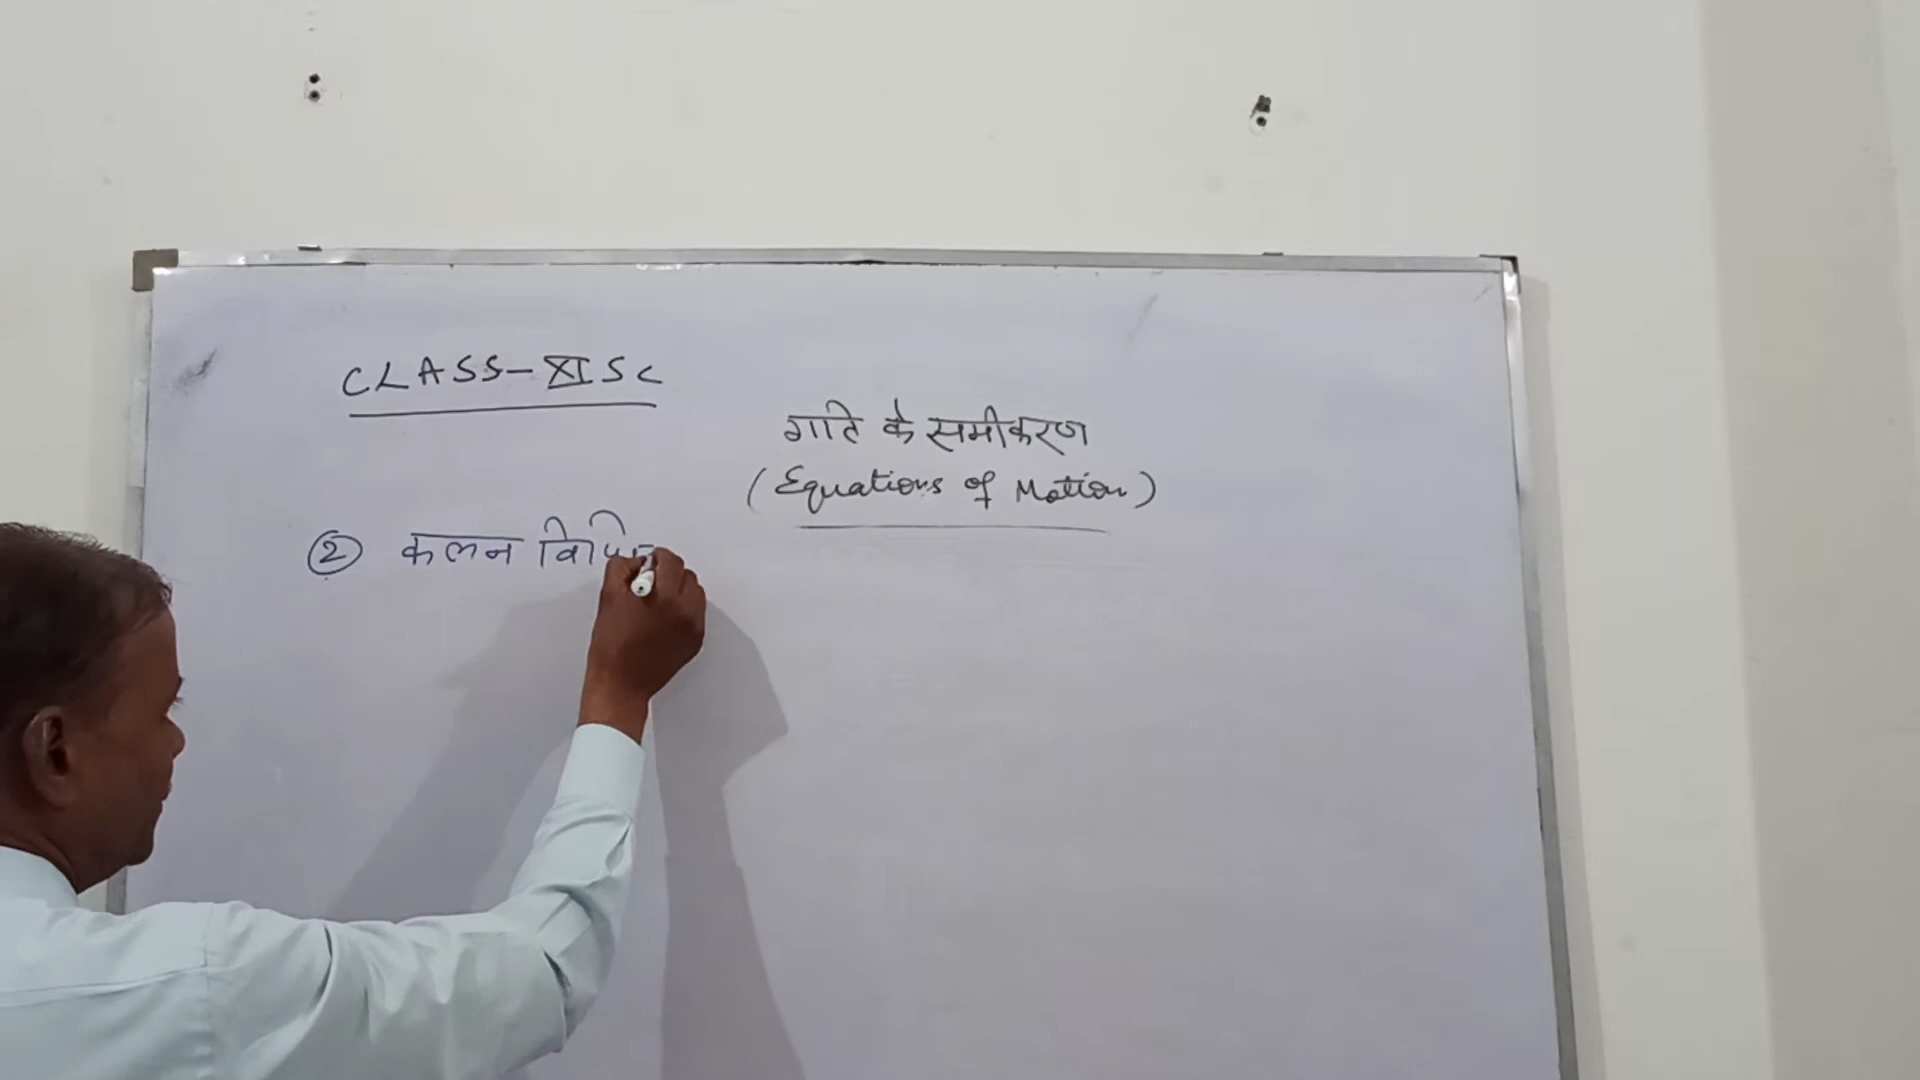 CLASS-XI SC
गति के समीकरण
(Equations of Motion)
② कलन विधि